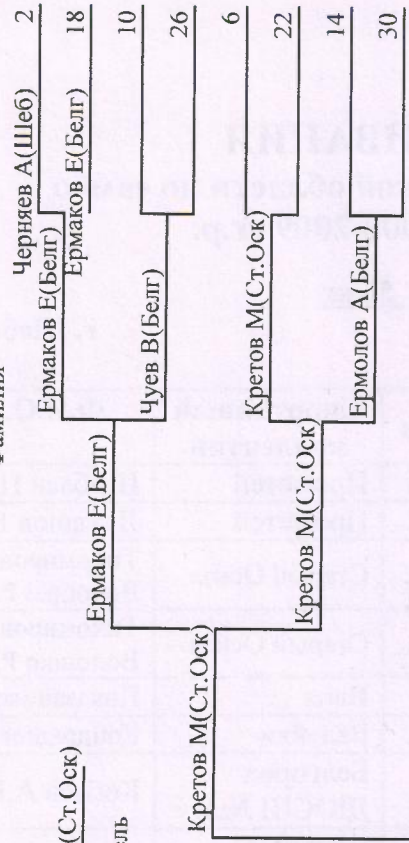 Фамилия
Черняев А(Шеб) 2
Ермаков Е(Белг)
Ермаков Е(Белг) 18
Ермаков Е(Белг)
10
Чуев В(Белг)
26
Кретов М(Ст.Оск)
6
Кретов М(Ст.Оск)
22
Кретов М(Ст.Оск)
14
Ермолов А(Белг)
30
(Ст.Оск)